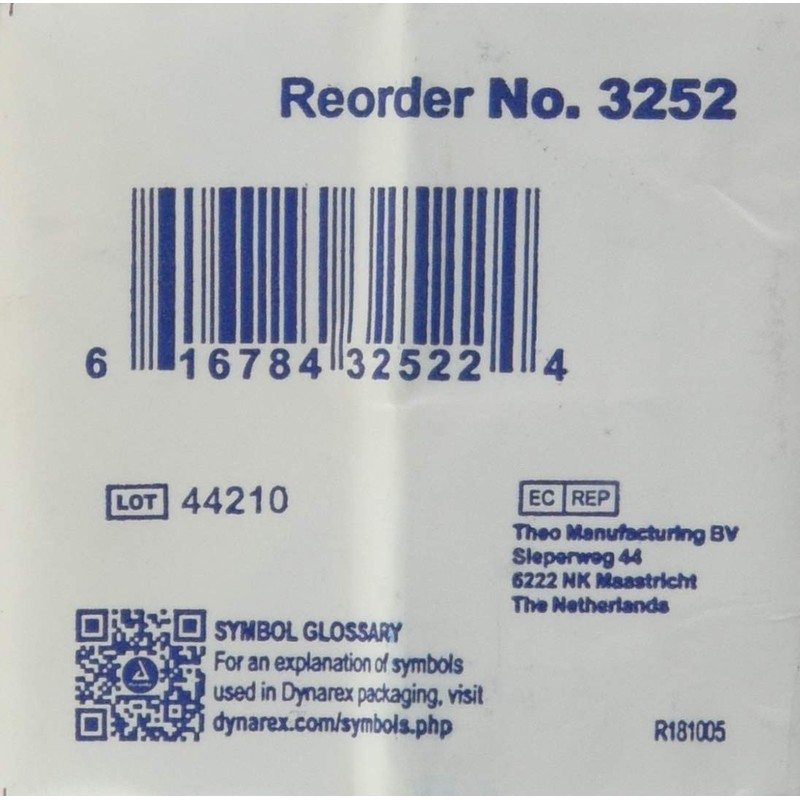 Reorder No. 3252
6 16784 32522 4
LOT 44210
EC REP
Theo Manufacturing BV
Sleperweg 44
6222 NK Maastricht
The Netherlands
SYMBOL GLOSSARY
For an explanation of symbols
used in Dynarex packaging, visit
dynarex.com/symbols.php
R181005